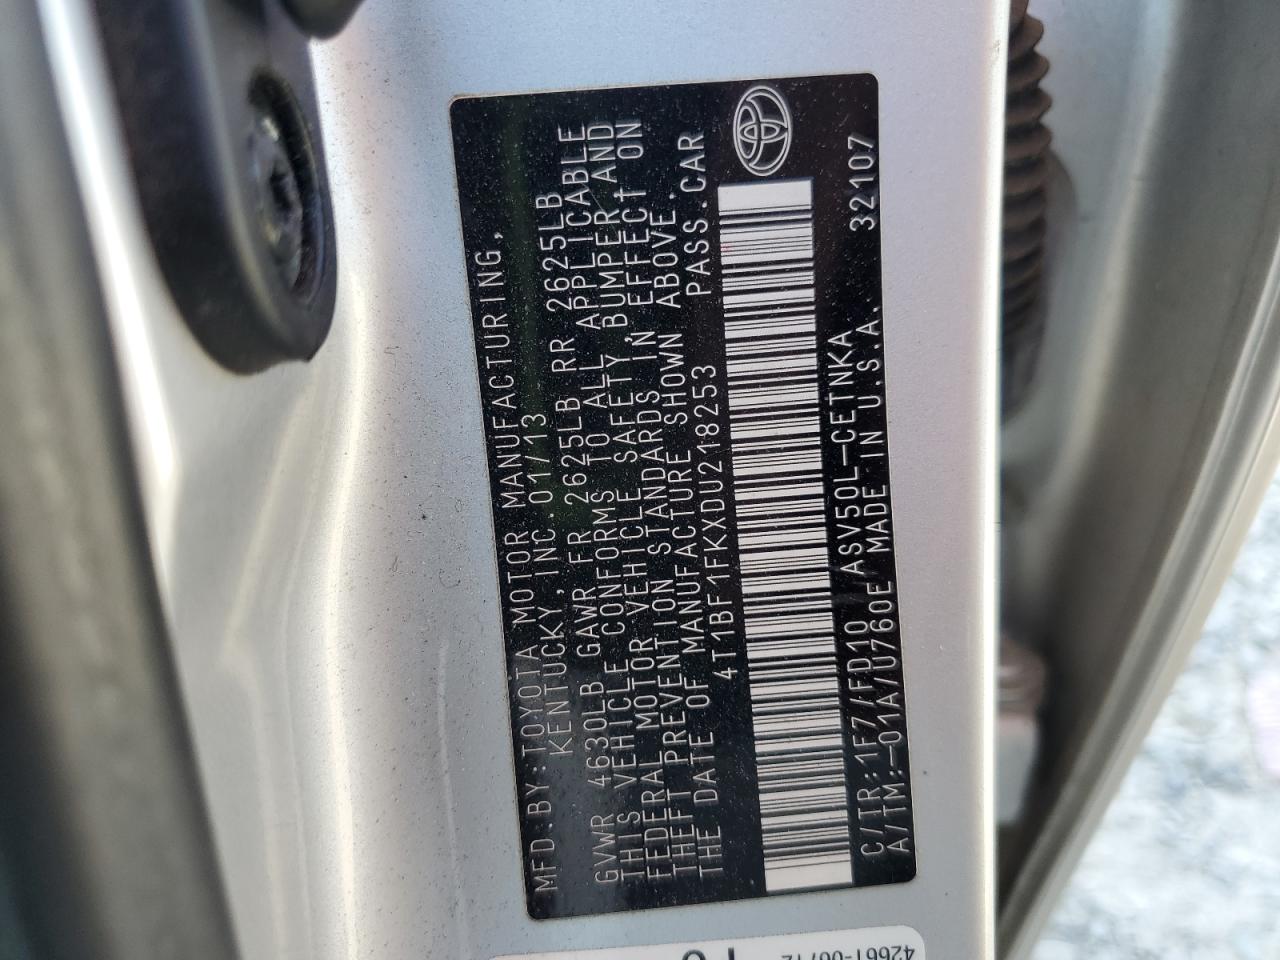 MFD.BY:TOYOTA MOTOR MANUFACTURING,
KENTUCKY, INC. 01/13
GVWR 4630LB GAWR FR 2625LB RR 2625LB
THIS VEHICLE CONFORMS TO ALL APPLICABLE
FEDERAL MOTOR VEHICLE SAFETY, BUMPER AND
THEFT PREVENTION STANDARDS IN EFFECT ON
THE DATE OF MANUFACTURE SHOWN ABOVE.
4T1BF1FKXDU218253 PASS.CAR
C/TR:1F7/FD10 ASV50L-CETNKA 32107
A/TM:-01A/U760E MADE IN U.S.A.